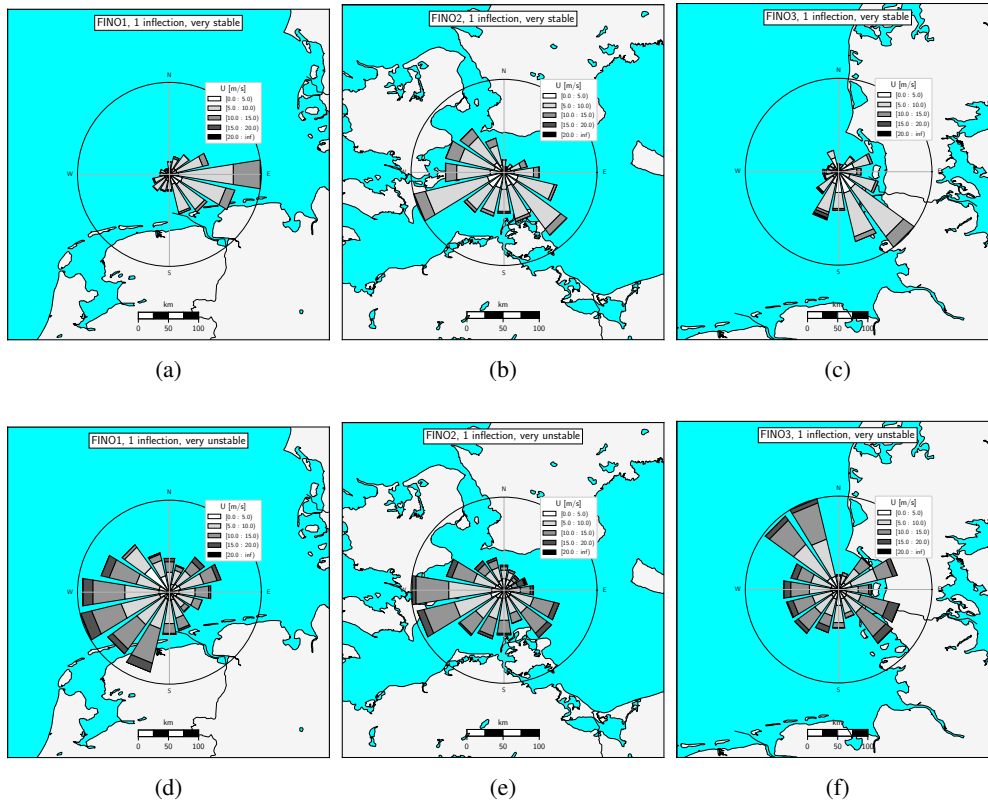 FINO1, 1 inflection, very stable
N
U [m/s]
[0.0 : 5.0)
[5.0 : 10.0)
[10.0 : 15.0)
[15.0 : 20.0)
[20.0 : inf)
W
E
S
km
0
50
100
(a)
FINO2, 1 inflection, very stable
N
U [m/s]
[0.0 : 5.0)
[5.0 : 10.0)
[10.0 : 15.0)
[15.0 : 20.0)
[20.0 : inf)
W
E
S
km
0
50
100
(b)
FINO3, 1 inflection, very stable
N
U [m/s]
[0.0 : 5.0)
[5.0 : 10.0)
[10.0 : 15.0)
[15.0 : 20.0)
[20.0 : inf)
W
E
S
km
0
50
100
(c)
FINO1, 1 inflection, very unstable
N
U [m/s]
[0.0 : 5.0)
[5.0 : 10.0)
[10.0 : 15.0)
[15.0 : 20.0)
[20.0 : inf)
W
E
S
km
0
50
100
(d)
FINO2, 1 inflection, very unstable
N
U [m/s]
[0.0 : 5.0)
[5.0 : 10.0)
[10.0 : 15.0)
[15.0 : 20.0)
[20.0 : inf)
W
E
S
km
0
50
100
(e)
FINO3, 1 inflection, very unstable
N
U [m/s]
[0.0 : 5.0)
[5.0 : 10.0)
[10.0 : 15.0)
[15.0 : 20.0)
[20.0 : inf)
W
E
S
km
0
50
100
(f)